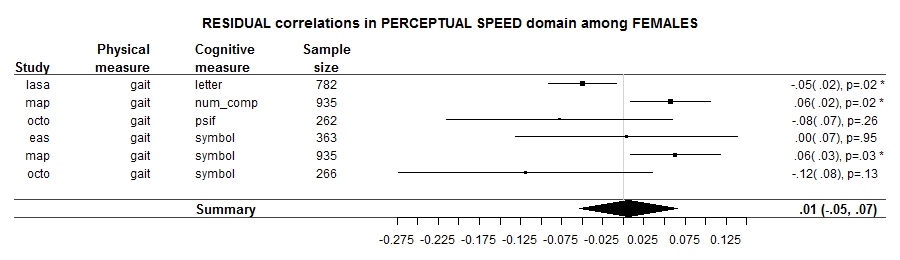 RESIDUAL correlations in PERCEPTUAL SPEED domain among FEMALES
Physical Cognitive Sample
Study measure measure size
lasa gait letter 782 -.05( .02), p=.02 *
map gait num_comp 935 .06( .02), p=.02 *
octo gait psif 262 -.08( .07), p=.26
eas gait symbol 363 .00( .07), p=.95
map gait symbol 935 .06( .03), p=.03 *
octo gait symbol 266 -.12( .08), p=.13
Summary .01 (-.05, .07)
-0.275 -0.225 -0.175 -0.125 -0.075 -0.025 0.025 0.075 0.125